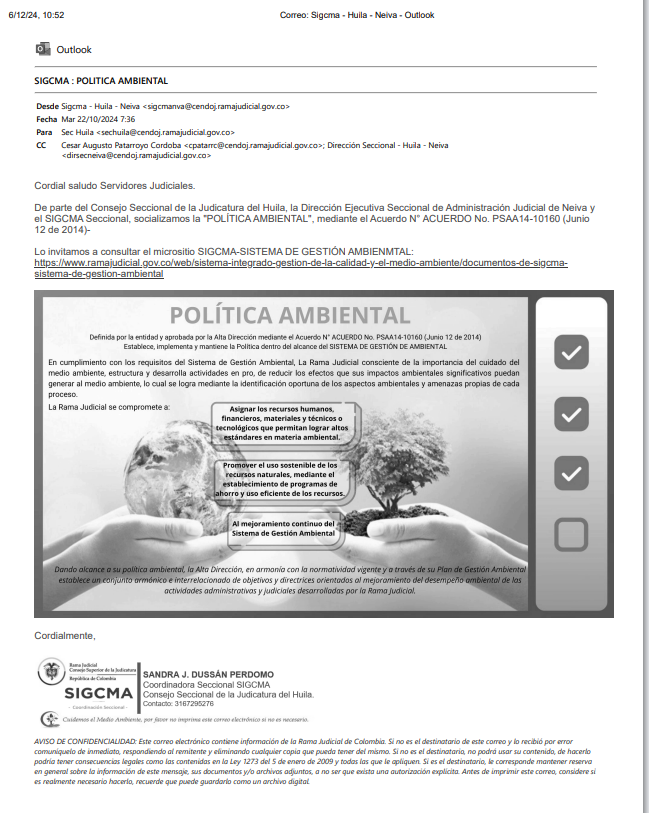 6/12/24, 10:52
Correo: Sigcma - Huila - Neiva - Outlook
Outlook
SIGCMA : POLITICA AMBIENTAL
Desde Sigcma - Huila - Neiva <sigcmanva@cendoj.ramajudicial.gov.co>
Fecha Mar 22/10/2024 7:36
Para Sec Huila <sechuila@cendoj.ramajudicial.gov.co>
CC Cesar Augusto Patarroyo Cordoba <cpatarrc@cendoj.ramajudicial.gov.co>; Dirección Seccional - Huila - Neiva
<dirsecneiva@cendoj.ramajudicial.gov.co>
Cordial saludo Servidores Judiciales.
De parte del Consejo Seccional de la Judicatura del Huila, la Dirección Ejecutiva Seccional de Administración Judicial de Neiva y
el SIGCMA Seccional, socializamos la "POLÍTICA AMBIENTAL", mediante el Acuerdo N° ACUERDO No. PSAA14-10160 (Junio
12 de 2014)-
Lo invitamos a consultar el micrositio SIGCMA-SISTEMA DE GESTIÓN AMBIENMTAL:
https://www.ramajudicial.gov.co/web/sistema-integrado-gestion-de-la-calidad-y-el-medio-ambiente/documentos-de-sigcma-
sistema-de-gestion-ambiental
POLÍTICA AMBIENTAL
Definida por la entidad y aprobada por la Alta Dirección mediante el Acuerdo N° ACUERDO No. PSAA14-10160 (Junio 12 de 2014)
Establece, implementa y mantiene la Política dentro del alcance del SISTEMA DE GESTIÓN DE AMBIENTAL
En cumplimiento con los requisitos del Sistema de Gestión Ambiental, La Rama Judicial consciente de la importancia del cuidado del
medio ambiente, estructura y desarrolla actividades en pro, de reducir los efectos que sus impactos ambientales significativos puedan
generar al medio ambiente, lo cual se logra mediante la identificación oportuna de los aspectos ambientales y amenazas propias de cada
proceso.
La Rama Judicial se compromete a:
Asignar los recursos humanos,
financieros, materiales y técnicos o
tecnológicos que permitan lograr altos
estándares en materia ambiental.
Promover el uso sostenible de los
recursos naturales, mediante el
establecimiento de programas de
ahorro y uso eficiente de los recursos.
Al mejoramiento continuo del
Sistema de Gestión Ambiental
Dando alcance a su política ambiental, la Alta Dirección, en armonía con la normatividad vigente y a través de su Plan de Gestión Ambiental
establece un conjunto armónico e interrelacionado de objetivos y directrices orientados al mejoramiento del desempeño ambiental de las
actividades administrativas y judiciales desarrolladas por la Rama Judicial.
Cordialmente,
Rama Judicial
Consejo Superior de la Judicatura
República de Colombia
SIGCMA
- Coordinación Seccional -
SANDRA J. DUSSÁN PERDOMO
Coordinadora Seccional SIGCMA
Consejo Seccional de la Judicatura del Huila.
Contacto: 3167295276
Cuidemos el Medio Ambiente, por favor no imprima este correo electrónico si no es necesario.
AVISO DE CONFIDENCIALIDAD: Este correo electrónico contiene información de la Rama Judicial de Colombia. Si no es el destinatario de este correo y lo recibió por error
comuníquelo de inmediato, respondiendo al remitente y eliminando cualquier copia que pueda tener del mismo. Si no es el destinatario, no podrá usar su contenido, de hacerlo
podría tener consecuencias legales como las contenidas en la Ley 1273 del 5 de enero de 2009 y todas las que le apliquen. Si es el destinatario, le corresponde mantener reserva
en general sobre la información de este mensaje, sus documentos y/o archivos adjuntos, a no ser que exista una autorización explícita. Antes de imprimir este correo, considere si
es realmente necesario hacerlo, recuerde que puede guardarlo como un archivo digital.